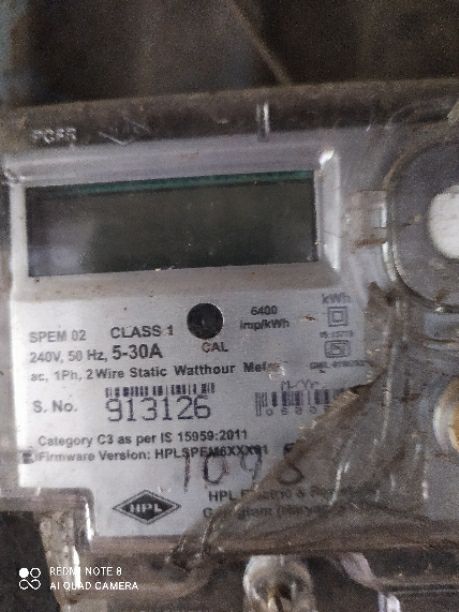 kWh
6400
imp/kWh
SPEM 02 CLASS 1
240V, 50 Hz, 5-30A CAL
ac, 1Ph, 2 Wire Static Watthour Meter
S. No. 913126
Category C3 as per IS 15959:2011
Firmware Version:
1098
HPL
REDMI NOTE 8
AI QUAD CAMERA